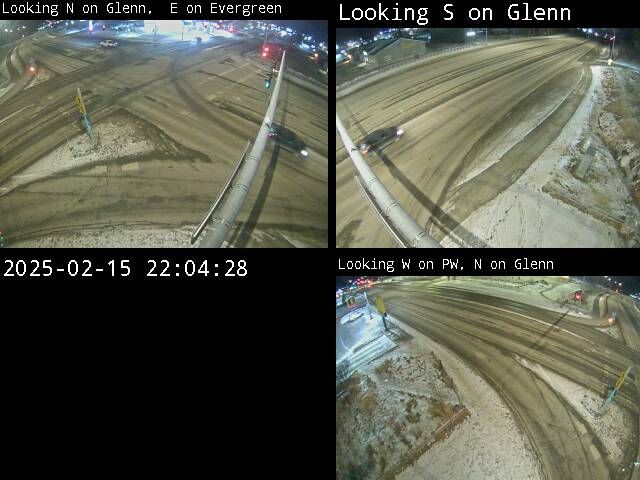 Looking N on Glenn,  E on Evergreen
Looking S on Glenn
2025-02-15 22:04:28
Looking W on PW, N on Glenn